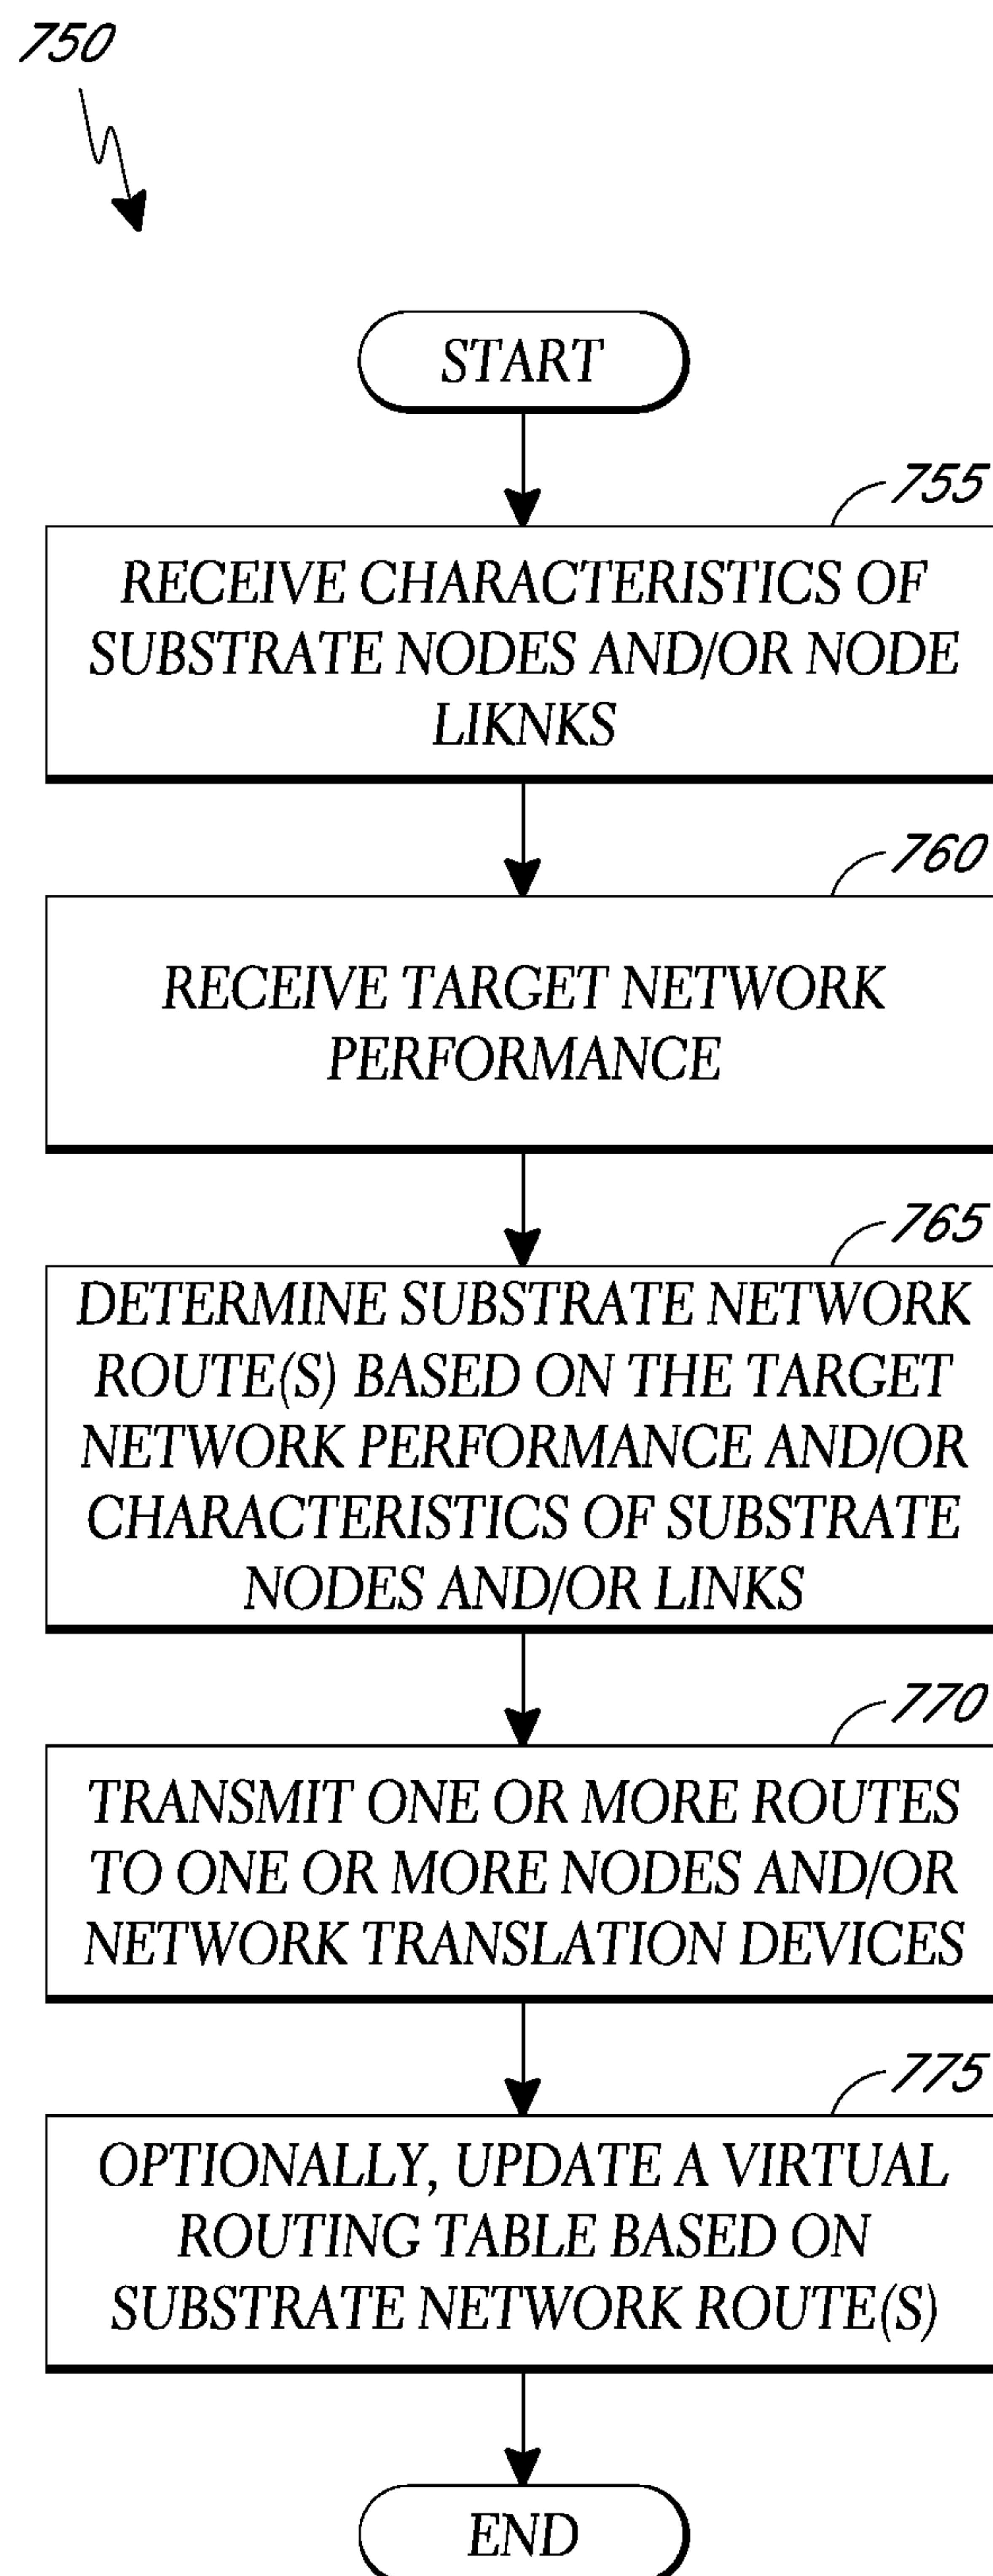 750
START
755
RECEIVE CHARACTERISTICS OF
SUBSTRATE NODES AND/OR NODE
LIKNKS
760
RECEIVE TARGET NETWORK
PERFORMANCE
765
DETERMINE SUBSTRATE NETWORK
ROUTE(S) BASED ON THE TARGET
NETWORK PERFORMANCE AND/OR
CHARACTERISTICS OF SUBSTRATE
NODES AND/OR LINKS
770
TRANSMIT ONE OR MORE ROUTES
TO ONE OR MORE NODES AND/OR
NETWORK TRANSLATION DEVICES
775
OPTIONALLY, UPDATE A VIRTUAL
ROUTING TABLE BASED ON
SUBSTRATE NETWORK ROUTE(S)
END